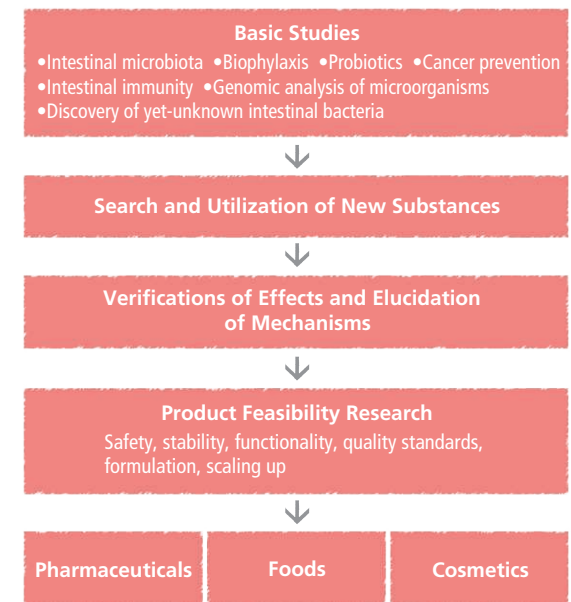 Basic Studies
•Intestinal microbiota •Biophylaxis •Probiotics •Cancer prevention
•Intestinal immunity •Genomic analysis of microorganisms
•Discovery of yet-unknown intestinal bacteria
Search and Utilization of New Substances
Verifications of Effects and Elucidation
of Mechanisms
Product Feasibility Research
Safety, stability, functionality, quality standards,
formulation, scaling up
Pharmaceuticals
Foods
Cosmetics